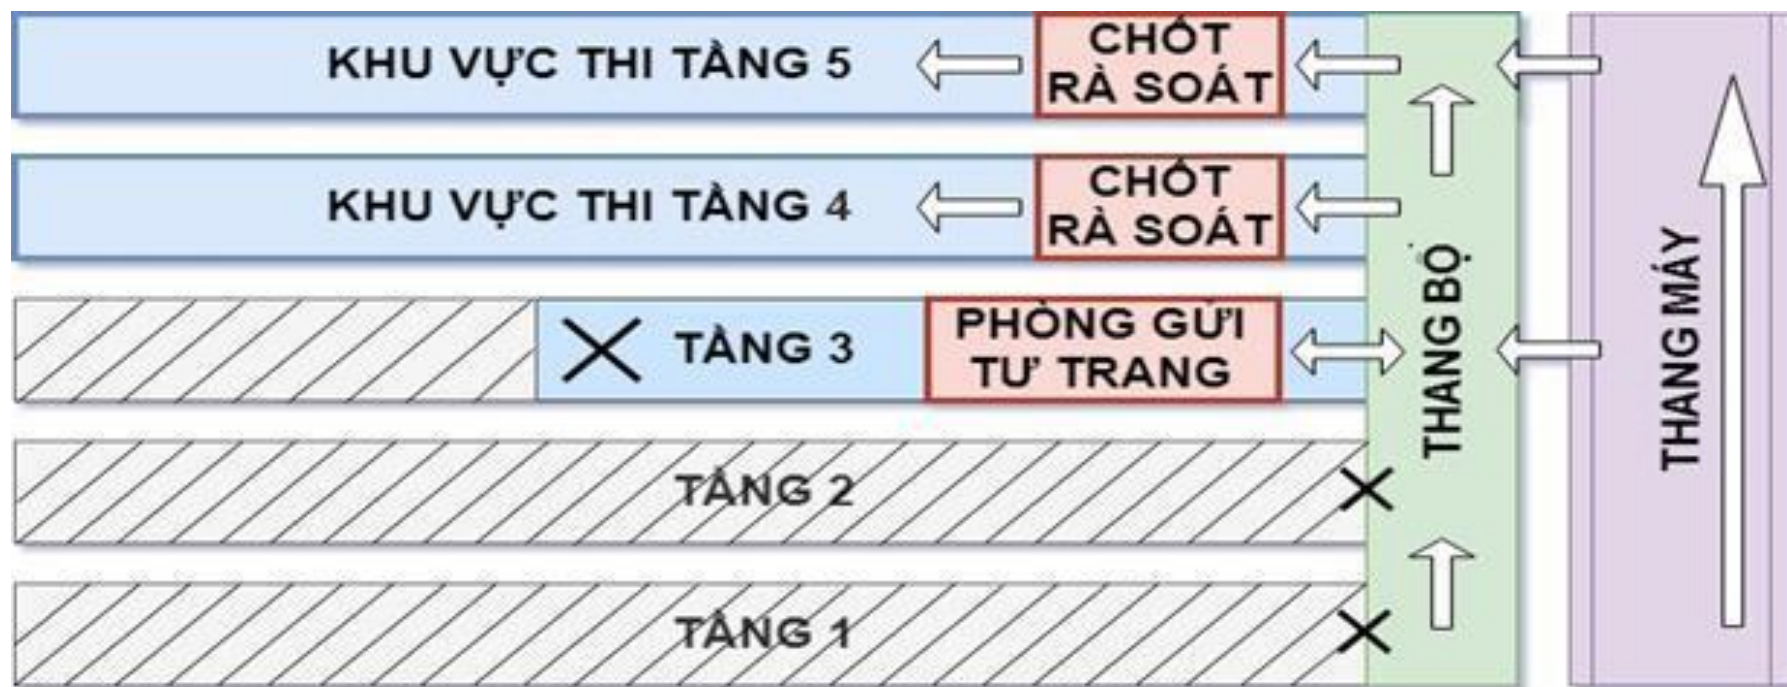 KHU VỰC THI TẦNG 5
CHỐT
RÀ SOÁT
KHU VỰC THI TẦNG 4
CHỐT
RÀ SOÁT
TẦNG 3
PHÒNG GỬI
TƯ TRANG
TẦNG 2
TẦNG 1
THANG BỘ
THANG MÁY